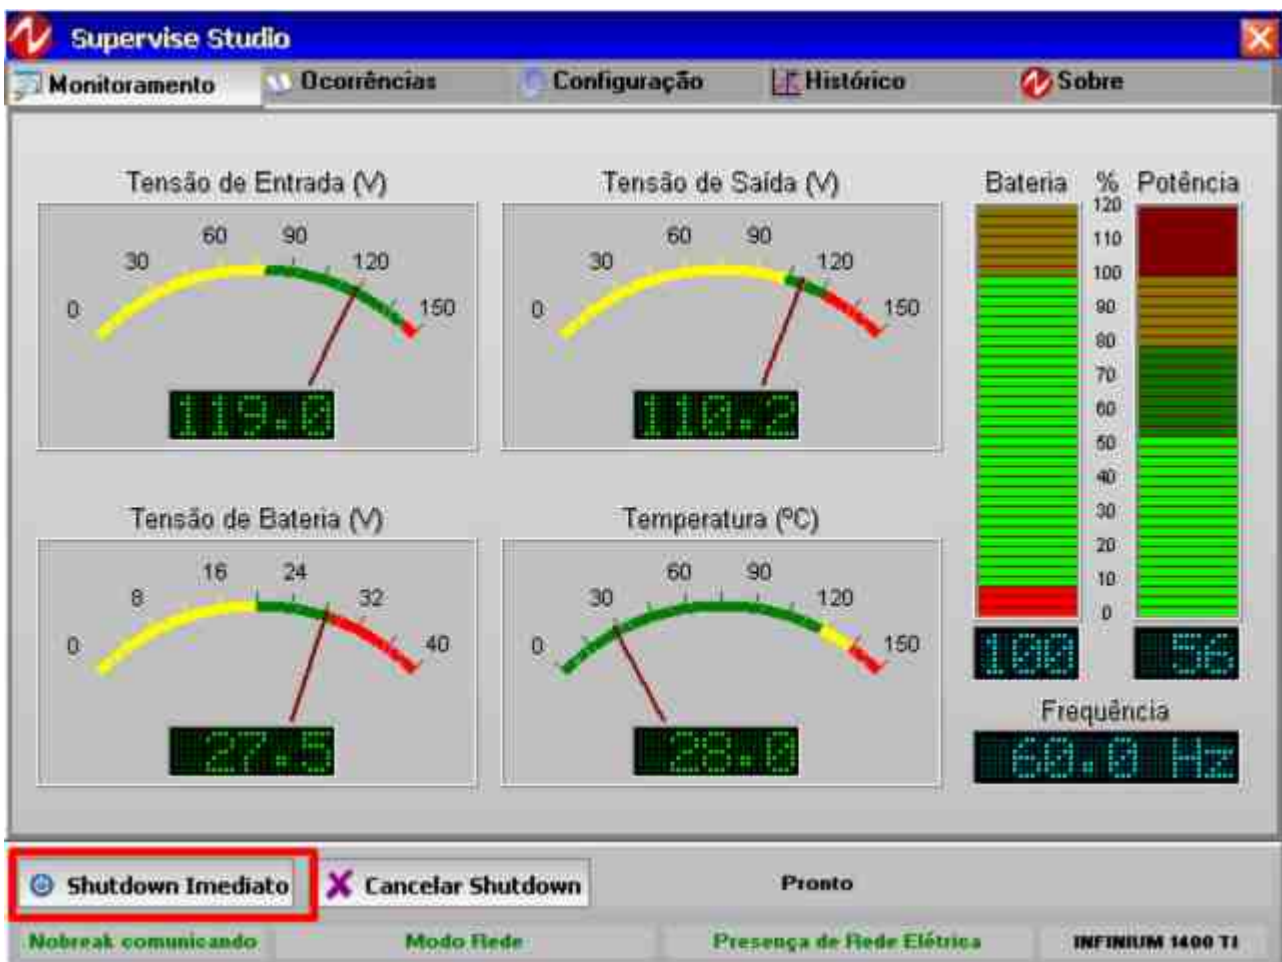 Supervise Studio
Monitoramento
Ocorrências
Configuração
Histórico
Sobre
Tensão de Entrada (V)
0 30 60 90 120 150
119.0
Tensão de Saída (V)
0 30 60 90 120 150
110.2
Bateria % Potência
120
110
100
90
80
70
60
50
40
30
20
10
0
100
56
Tensão de Bateria (V)
0 8 16 24 32 40
27.5
Temperatura (ºC)
0 30 60 90 120 150
28.0
Frequência
60.0 Hz
Shutdown Imediato
Cancelar Shutdown
Pronto
Nobreak comunicando
Modo Rede
Presença de Rede Elétrica
INFINIUM 1400 TI